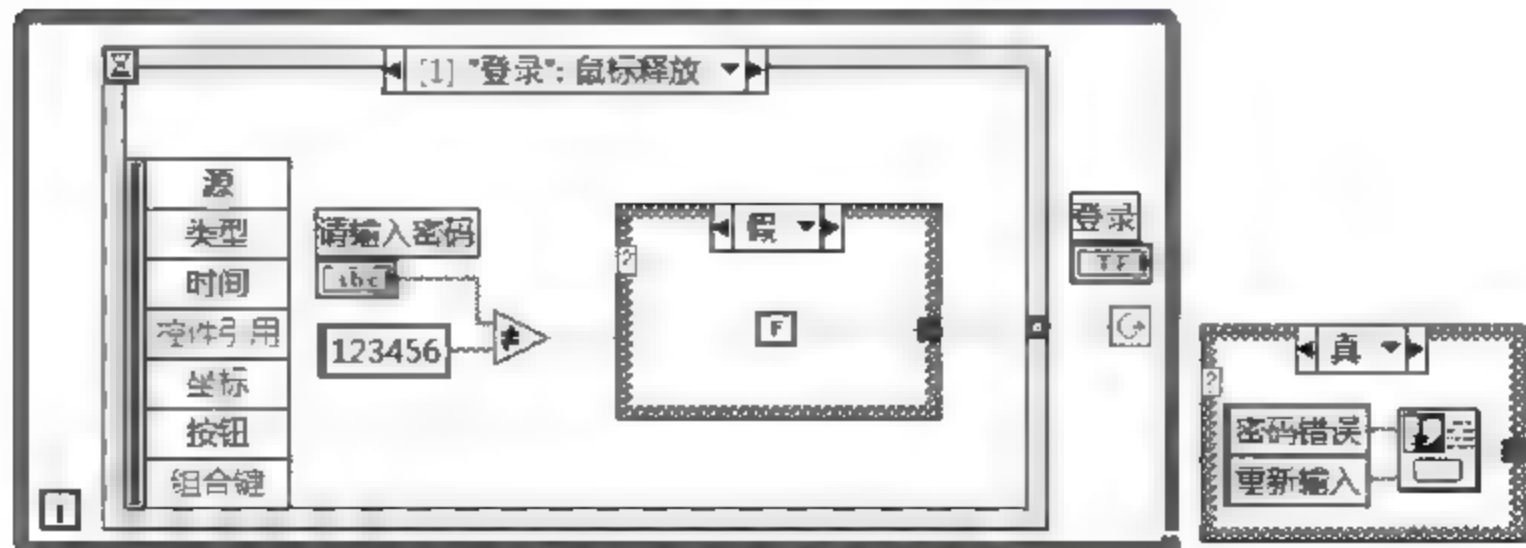 [1] "登录": 鼠标释放
源
类型
时间
控件引用
坐标
按钮
组合键
请输入密码
abc
123456
≠
?
假
F
登录
TF
i
?
真
密码错误
重新输入